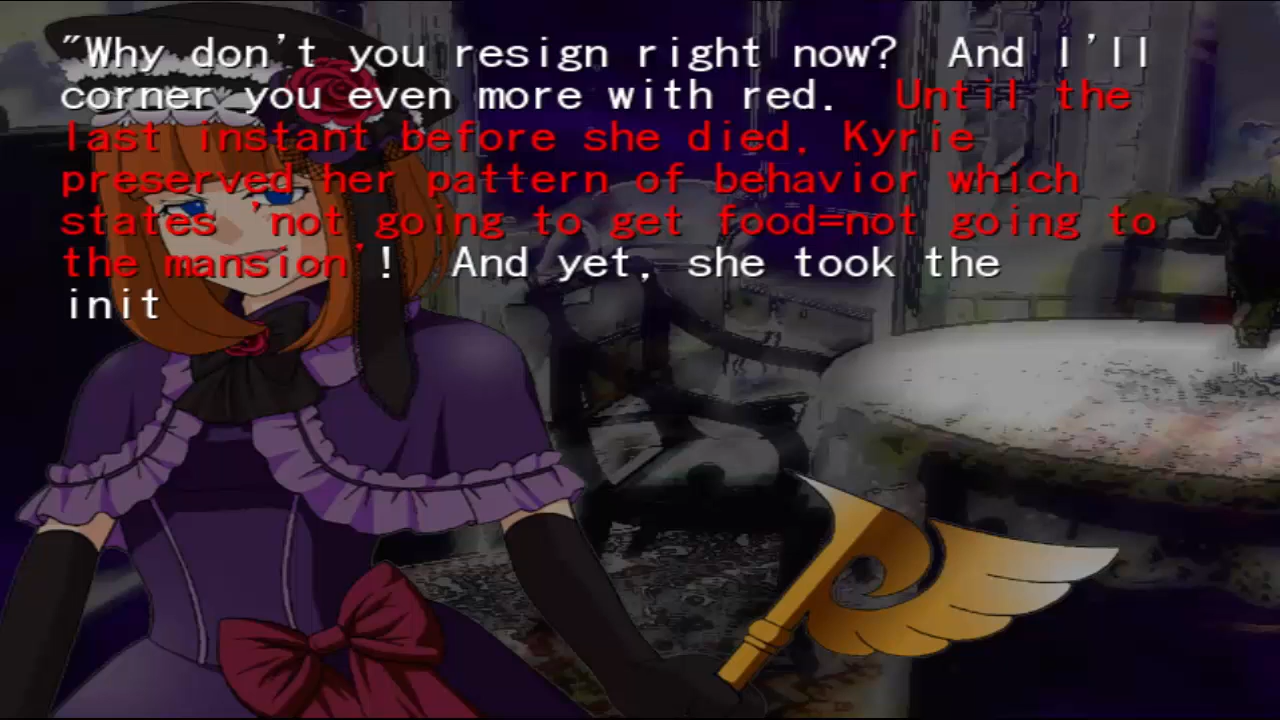 "Why don't you resign right now?  And I'll
corner you even more with red.  Until the
last instant before she died, Kyrie
preserved her pattern of behavior which
states 'not going to get food=not going to
the mansion'!  And yet, she took the
init